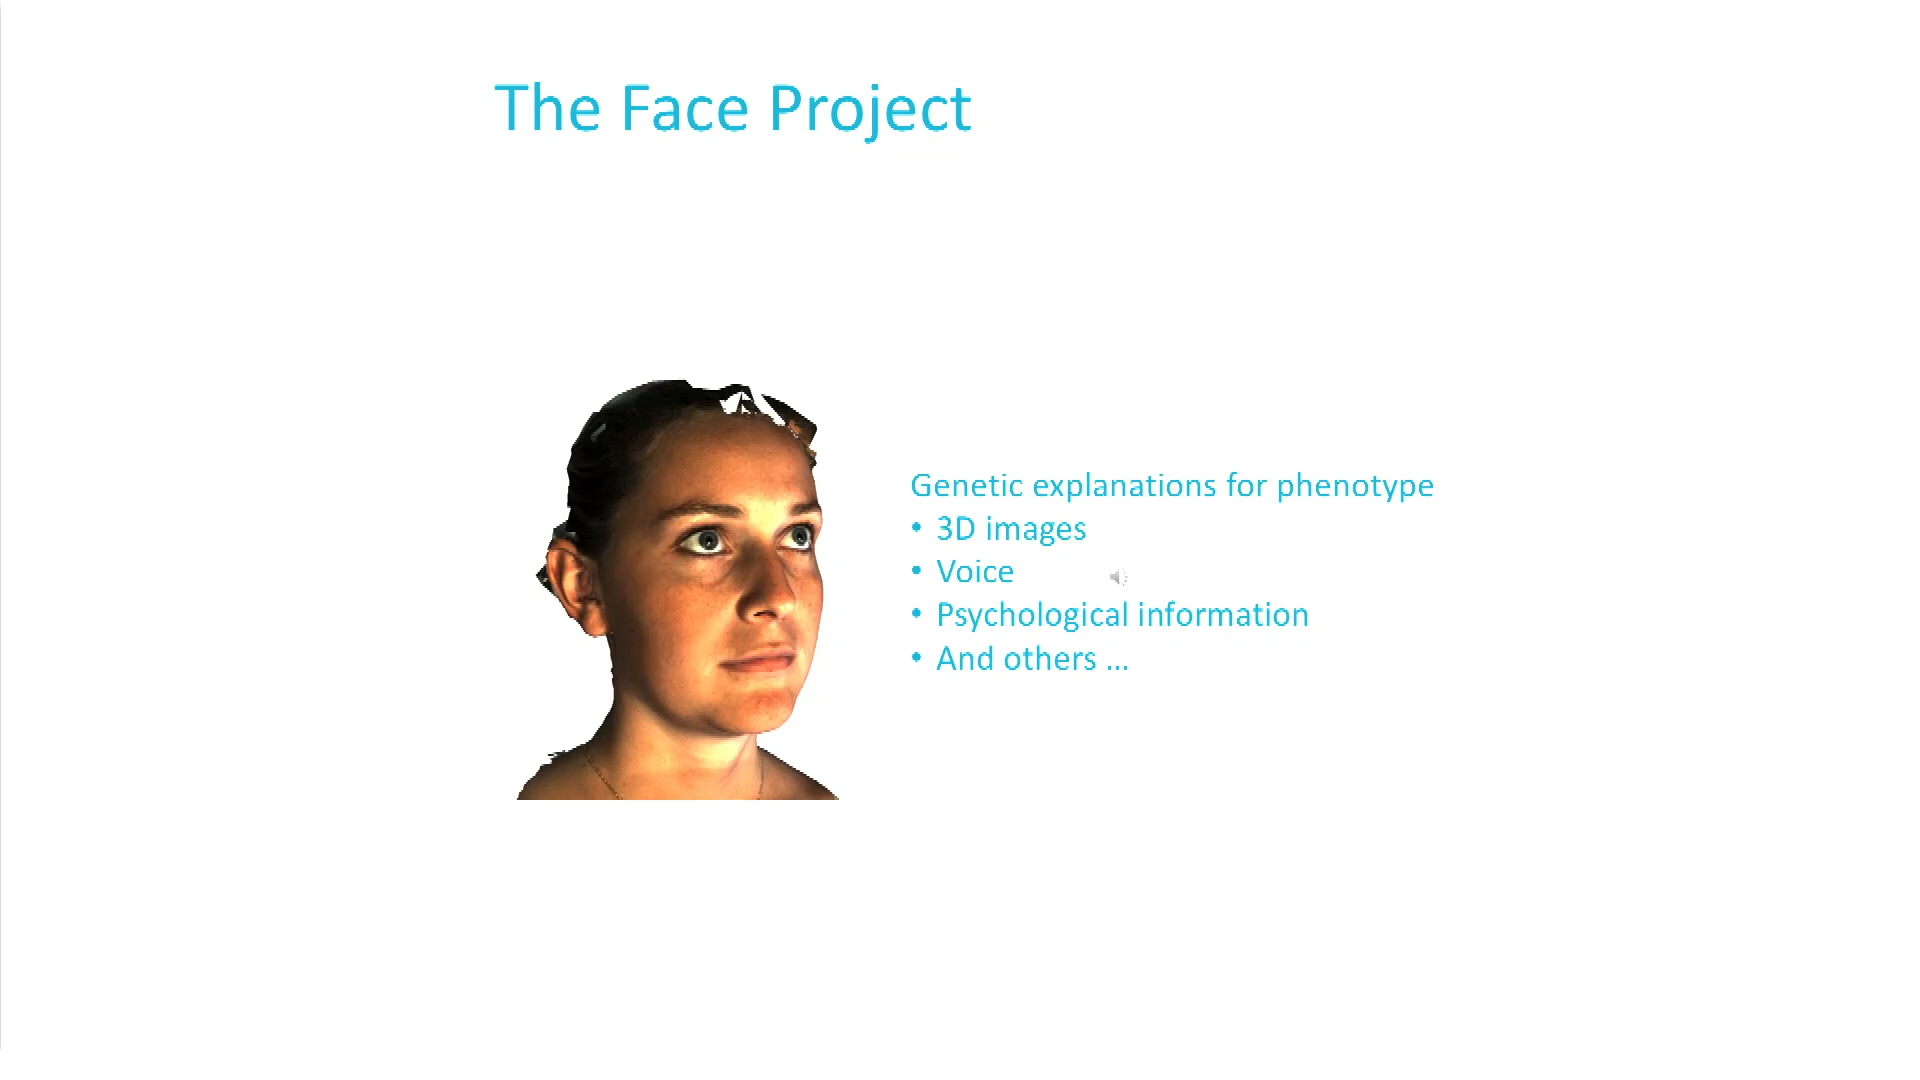 The Face Project
Genetic explanations for phenotype
• 3D images
• Voice
• Psychological information
• And others ...